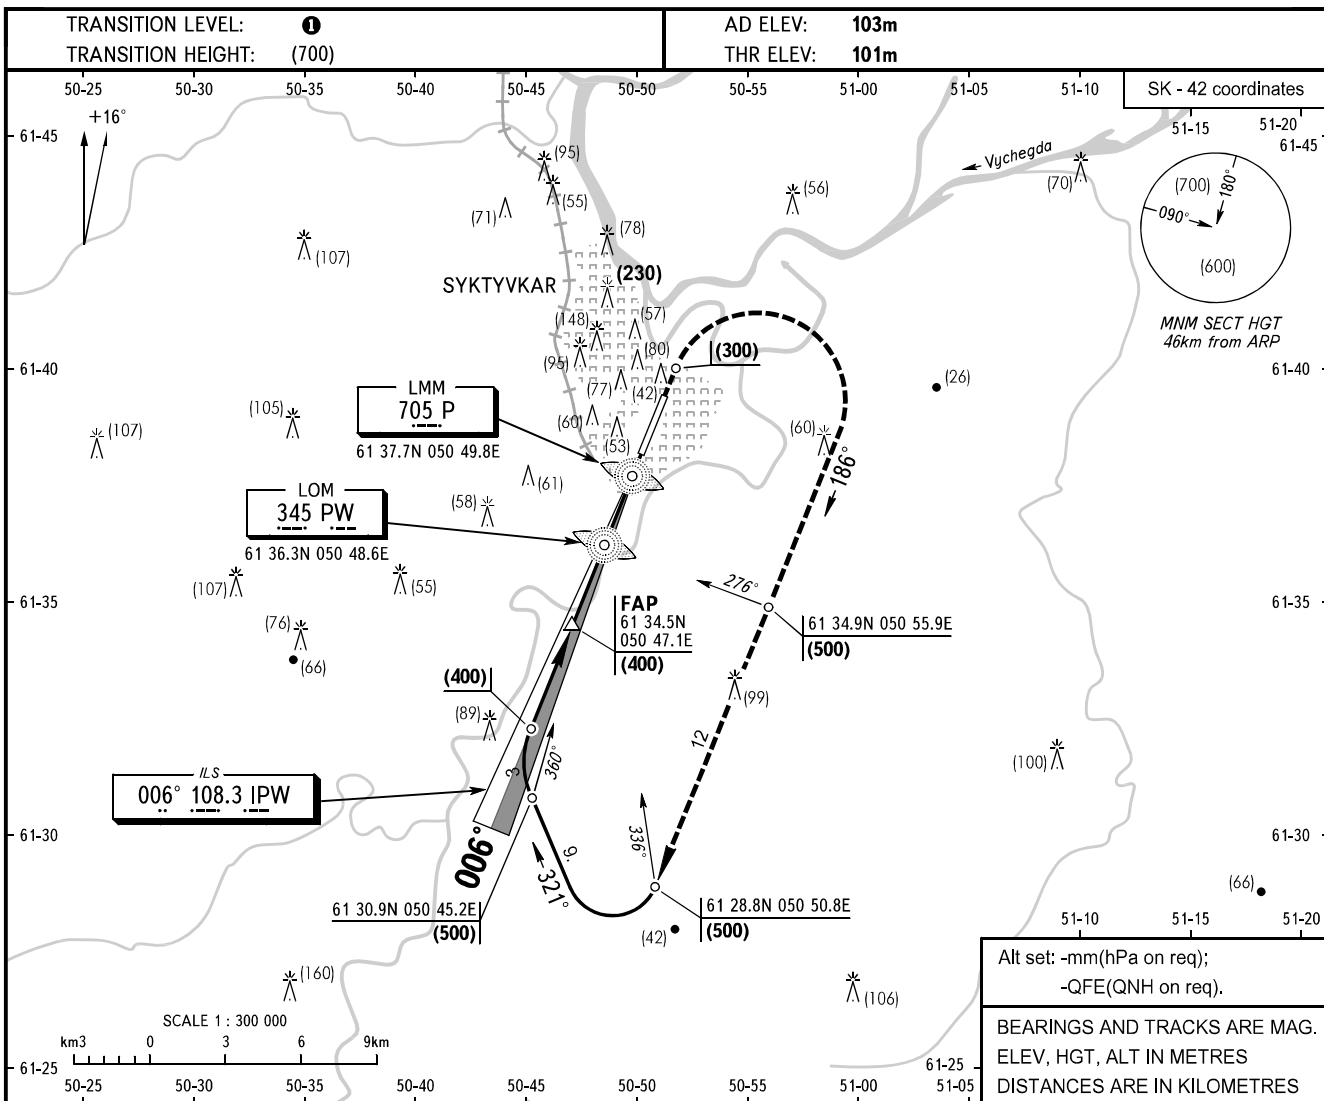 TRANSITION LEVEL: ❶
TRANSITION HEIGHT: (700)
AD ELEV: 103m
THR ELEV: 101m
50-25 50-30 50-35 50-40 50-45 50-50 50-55 51-00 51-05 51-10
SK - 42 coordinates
51-15 51-20
61-45 61-45
+16°
(95)
(55)
(71)
(78)
(107)
(56)
(70)
Vychegda
(700)
180°
090°
(600)
MNM SECT HGT
46km from ARP
SYKTYVKAR
(230)
(148)
(57)
(95)
(80)
(77)
(42)
(60)
(53)
(300)
61-40 61-40
(26)
LMM
705 P
61 37.7N 050 49.8E
(105)
(107)
(60)
186°
(61)
(58)
LOM
345 PW
61 36.3N 050 48.6E
(107)
(55)
(76)
(66)
61-35 61-35
276°
61 34.9N 050 55.9E
(500)
FAP
61 34.5N
050 47.1E
(400)
(400)
(99)
(89)
12
3
360°
(100)
ILS
006° 108.3 IPW
006°
61-30 61-30
336°
9.
321°
61 30.9N 050 45.2E
(500)
61 28.8N 050 50.8E
(500)
(42)
(66)
51-10 51-15 51-20
(160)
(106)
Alt set: -mm(hPa on req);
-QFE(QNH on req).
SCALE 1 : 300 000
km3 0 3 6 9km
BEARINGS AND TRACKS ARE MAG.
ELEV, HGT, ALT IN METRES
DISTANCES ARE IN KILOMETRES
61-25 61-25
50-25 50-30 50-35 50-40 50-45 50-50 50-55 51-00 51-05